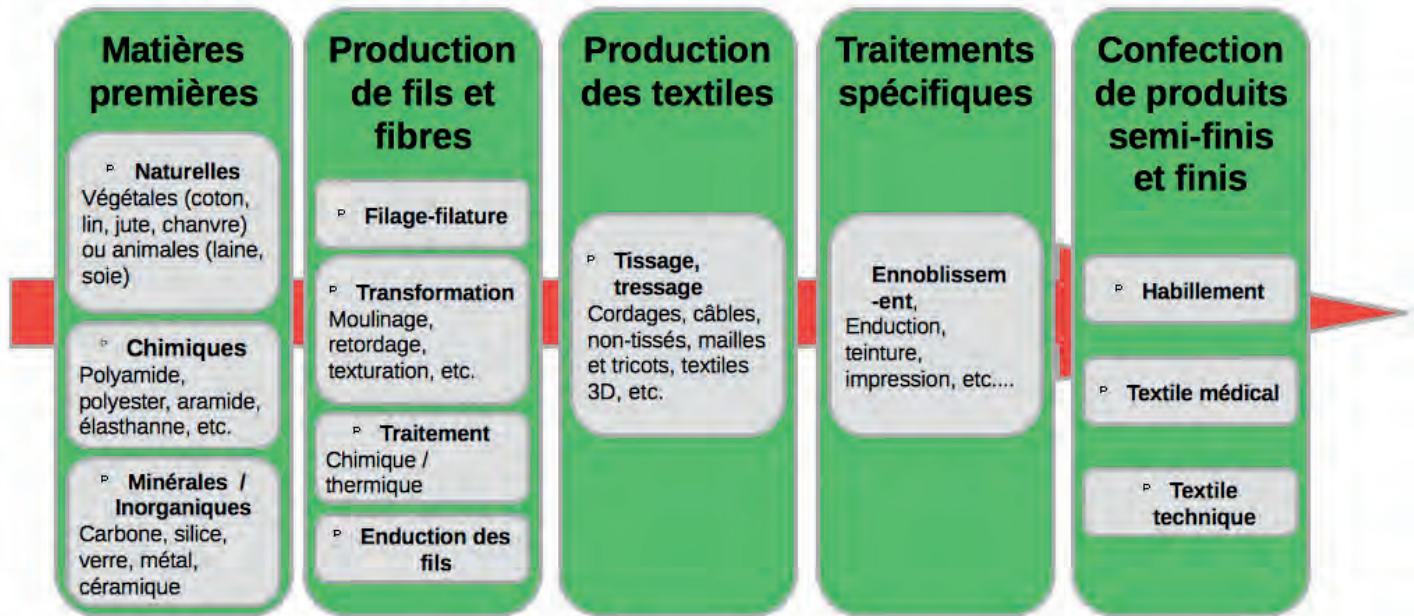 Matières
premières
P Naturelles
Végétales (coton,
lin, jute, chanvre)
ou animales (laine,
soie)
P Chimiques
Polyamide,
polyester, aramide,
élasthanne, etc.
P Minérales /
Inorganiques
Carbone, silice,
verre, métal,
céramique
Production
de fils et
fibres
P Filage-filature
P Transformation
Moulinage,
retordage,
texturation, etc.
P Traitement
Chimique /
thermique
P Enduction des
fils
Production
des textiles
P Tissage,
tressage
Cordages, câbles,
non-tissés, mailles
et tricots, textiles
3D, etc.
Traitements
spécifiques
Ennoblissem
-ent,
Enduction,
teinture,
impression, etc....
Confection
de produits
semi-finis
et finis
P Habillement
P Textile médical
P Textile
technique